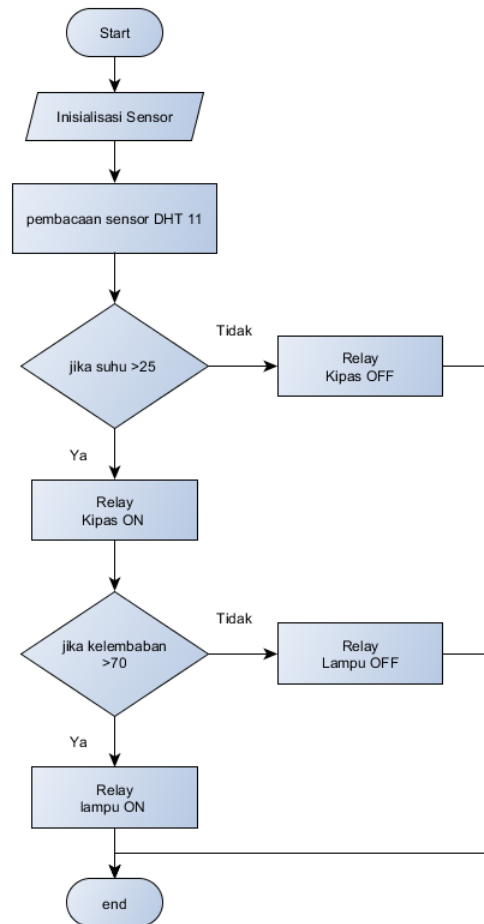 Start
Inisialisasi Sensor
pembacaan sensor DHT 11
jika suhu >25
Tidak
Relay
Kipas OFF
Ya
Relay
Kipas ON
jika kelembaban
>70
Tidak
Relay
Lampu OFF
Ya
Relay
lampu ON
end